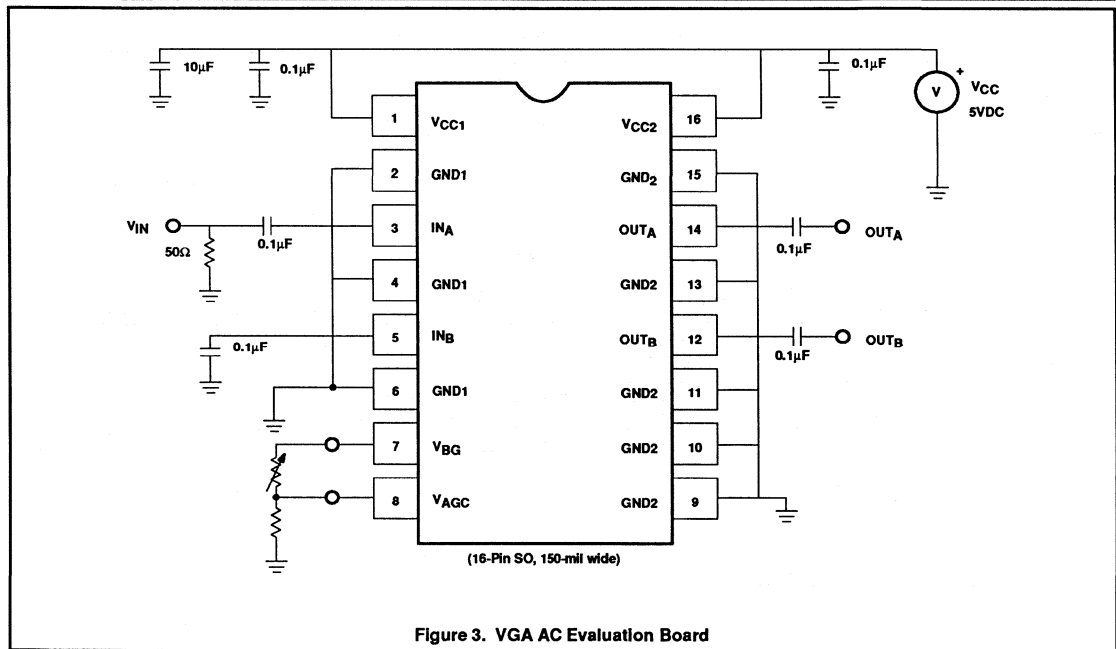 10µF
0.1µF
0.1µF
+
V
VCC
5VDC
1
VCC1
VCC2
16
2
GND1
GND2
15
VIN
50Ω
0.1µF
3
INA
OUTA
14
0.1µF
OUTA
4
GND1
GND2
13
0.1µF
5
INB
OUTB
12
0.1µF
OUTB
6
GND1
GND2
11
7
VBG
GND2
10
8
VAGC
GND2
9
(16-Pin SO, 150-mil wide)
Figure 3. VGA AC Evaluation Board